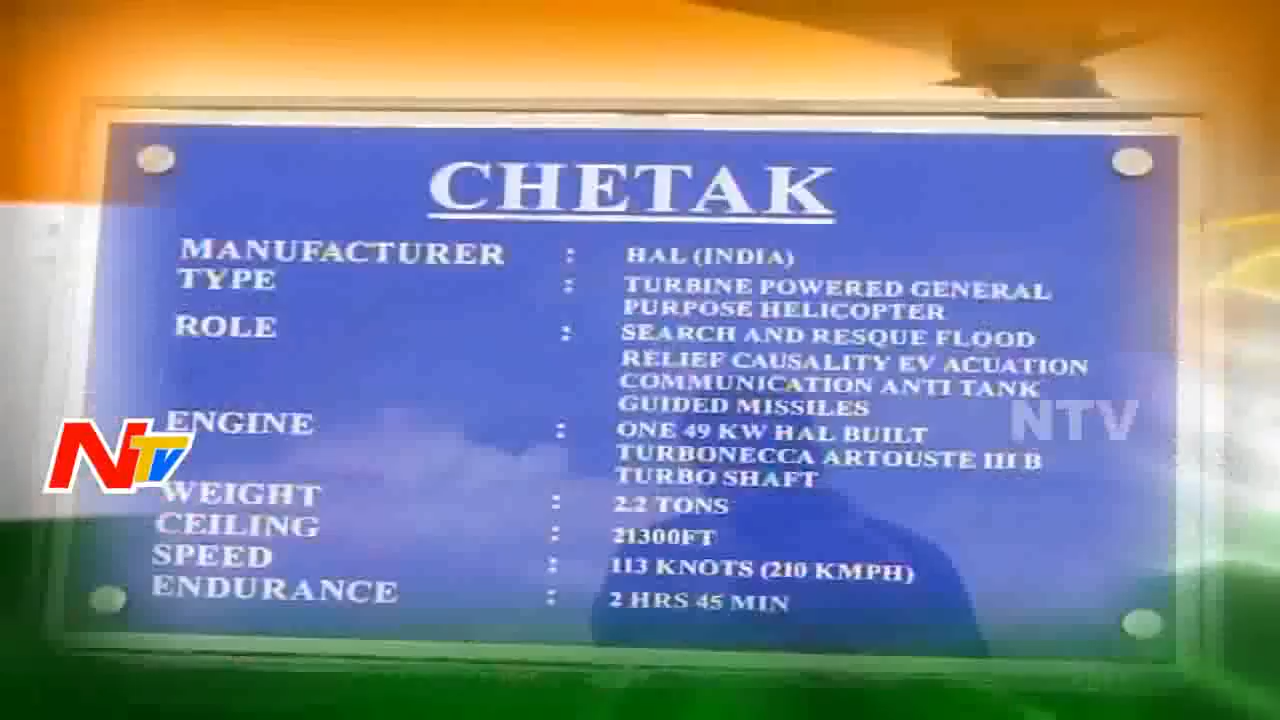 CHETAK
MANUFACTURER : HAL (INDIA)
TYPE : TURBINE POWERED GENERAL
PURPOSE HELICOPTER
ROLE : SEARCH AND RESQUE FLOOD
RELIEF CAUSALITY EV ACUATION
COMMUNICATION ANTI TANK
GUIDED MISSILES
NTV
ENGINE : ONE 49 KW HAL BUILT
NTV
TURBONECCA ARTOUSTE III B
TURBO SHAFT
WEIGHT : 2.2 TONS
CEILING : 21300FT
SPEED : 113 KNOTS (210 KMPH)
ENDURANCE : 2 HRS 45 MIN